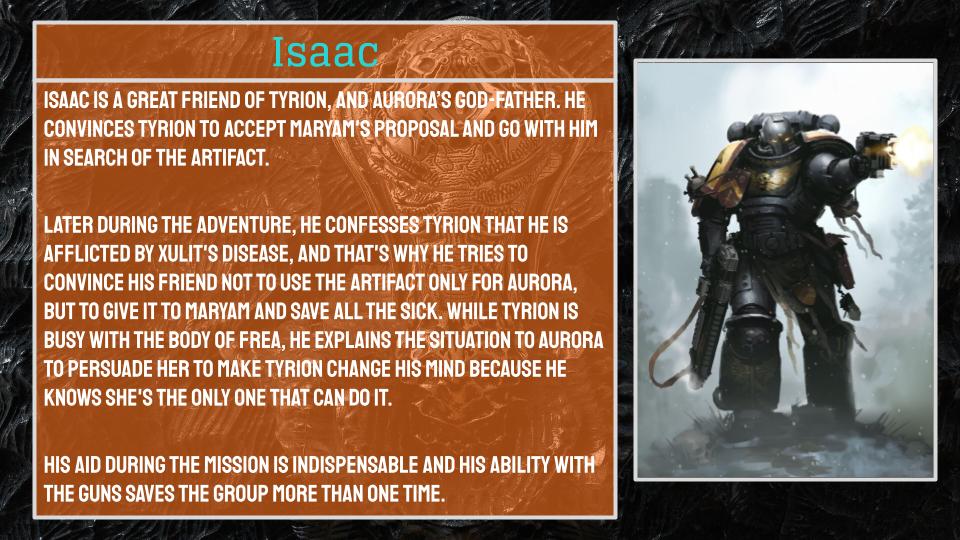 Isaac
ISAAC IS A GREAT FRIEND OF TYRION, AND AURORA'S GOD-FATHER. HE
CONVINCES TYRION TO ACCEPT MARYAM'S PROPOSAL AND GO WITH HIM
IN SEARCH OF THE ARTIFACT.
LATER DURING THE ADVENTURE, HE CONFESSES TYRION THAT HE IS
AFFLICTED BY XULIT'S DISEASE, AND THAT'S WHY HE TRIES TO
CONVINCE HIS FRIEND NOT TO USE THE ARTIFACT ONLY FOR AURORA,
BUT TO GIVE IT TO MARYAM AND SAVE ALL THE SICK. WHILE TYRION IS
BUSY WITH THE BODY OF FREA, HE EXPLAINS THE SITUATION TO AURORA
TO PERSUADE HER TO MAKE TYRION CHANGE HIS MIND BECAUSE HE
KNOWS SHE'S THE ONLY ONE THAT CAN DO IT.
HIS AID DURING THE MISSION IS INDISPENSABLE AND HIS ABILITY WITH
THE GUNS SAVES THE GROUP MORE THAN ONE TIME.